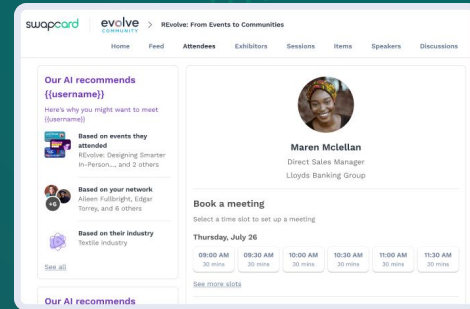 swapcard
evolve
COMMUNITY
REvolve: From Events to Communities
Home Feed Attendees Exhibitors Sessions Items Speakers Discussions
Our AI recommends
{{username}}
Here's why you might want to meet
{{username}}
Based on events they
attended
REvolve: Designing Smarter
In-Person..., and 2 others
+6
Based on your network
Aileen Fullbright, Edgar
Torrey, and 6 others
Based on their industry
Textile industry
See all
Our AI recommends
Maren Mclellan
Direct Sales Manager
Lloyds Banking Group
Book a meeting
Select a time slot to set up a meeting
Thursday, July 26
09:00 AM 09:30 AM 10:00 AM 10:30 AM 11:00 AM 11:30 AM
30 mins 30 mins 30 mins 30 mins 30 mins 30 mins
See more slots